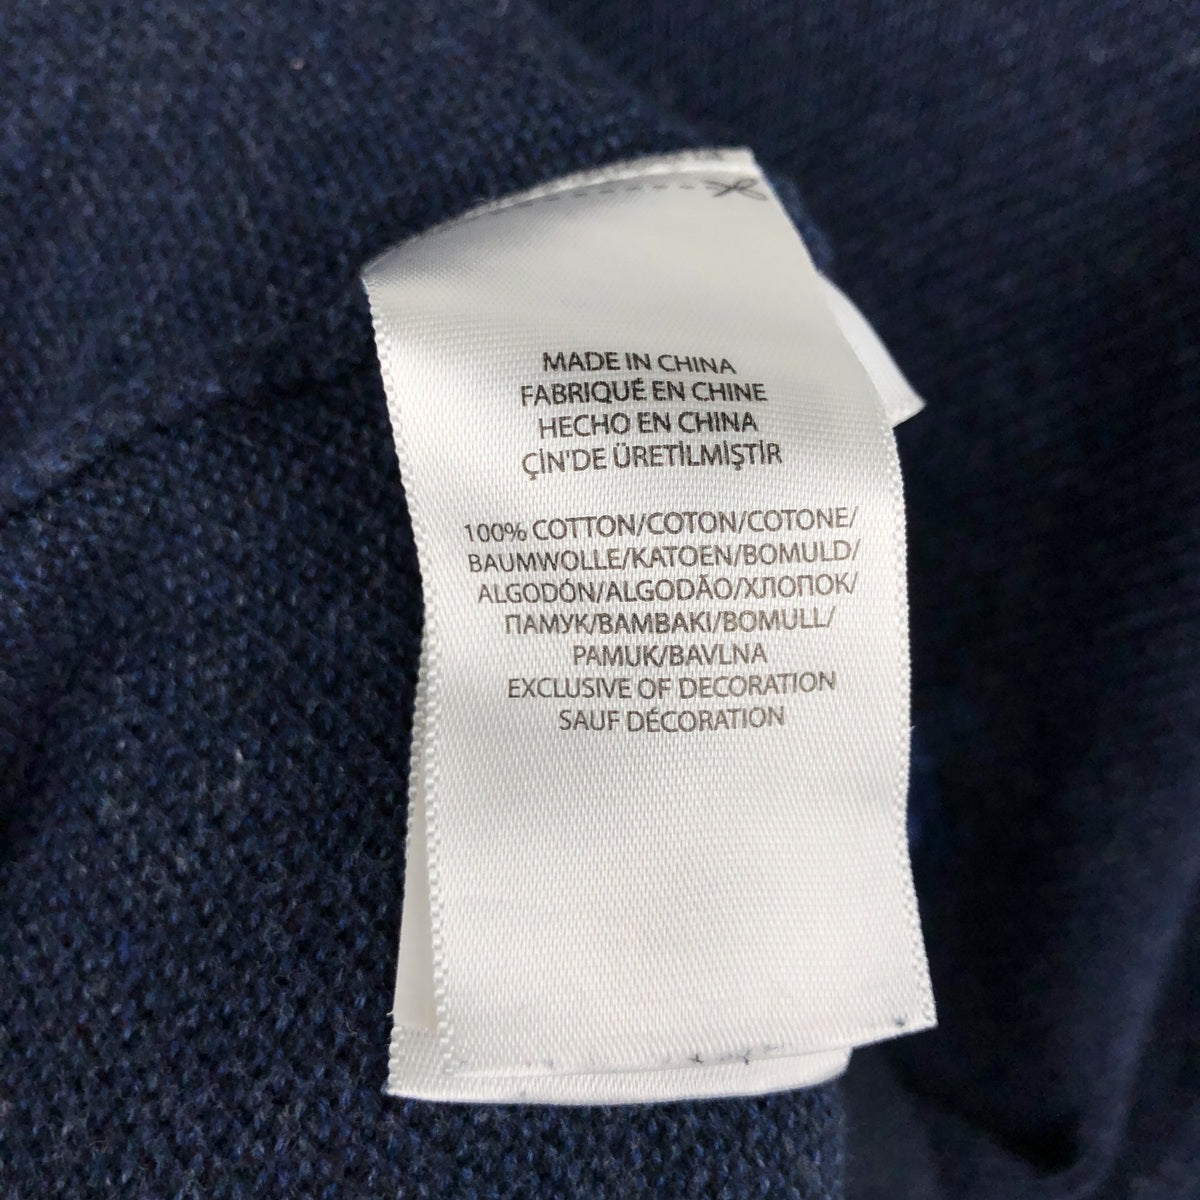 MADE IN CHINA
FABRIQUÉ EN CHINE
HECHO EN CHINA
ÇİN'DE ÜRETİLMİŞTİR
100% COTTON/COTON/COTONE/
BAUMWOLLE/KATOEN/BOMULD/
ALGODÓN/ALGODÃO/ХЛОПОК/
ПАМУК/BAMBAKI/BOMULL/
PAMUK/BAVLNA
EXCLUSIVE OF DECORATION
SAUF DÉCORATION